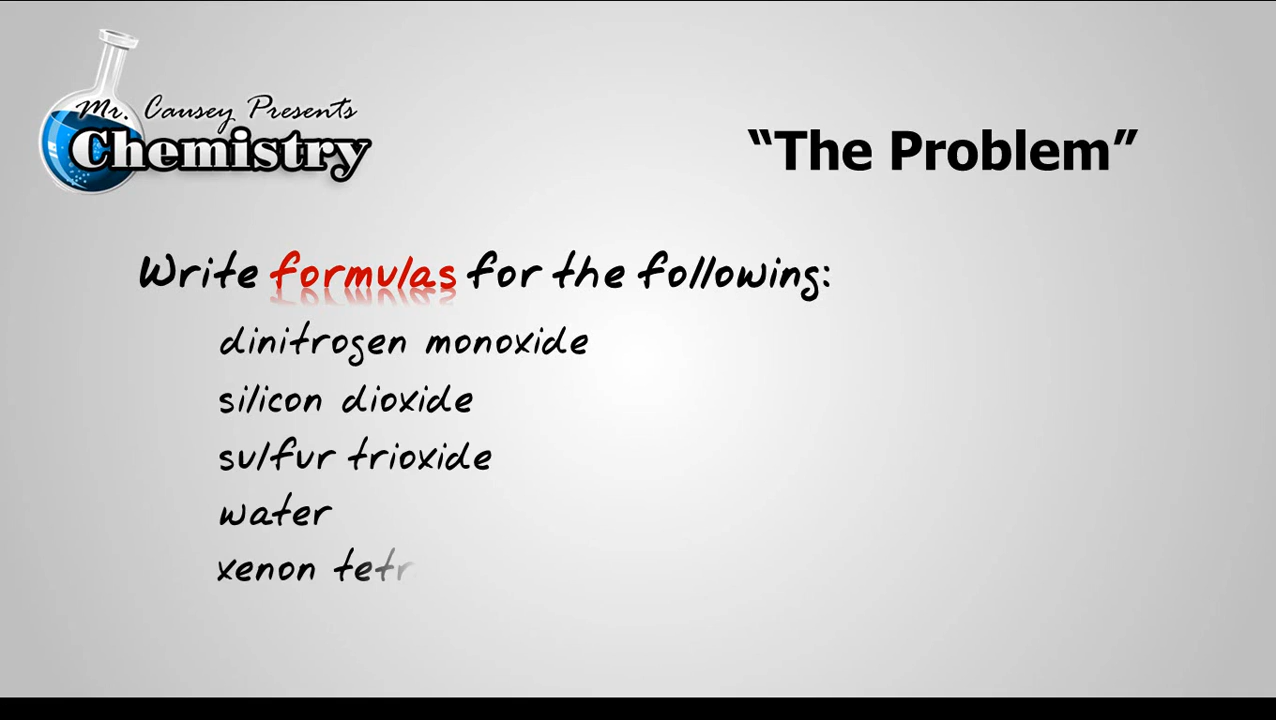 Mr. Causey Presents
Chemistry
“The Problem”
Write formulas for the following:
dinitrogen monoxide
silicon dioxide
sulfur trioxide
water
xenon tetr